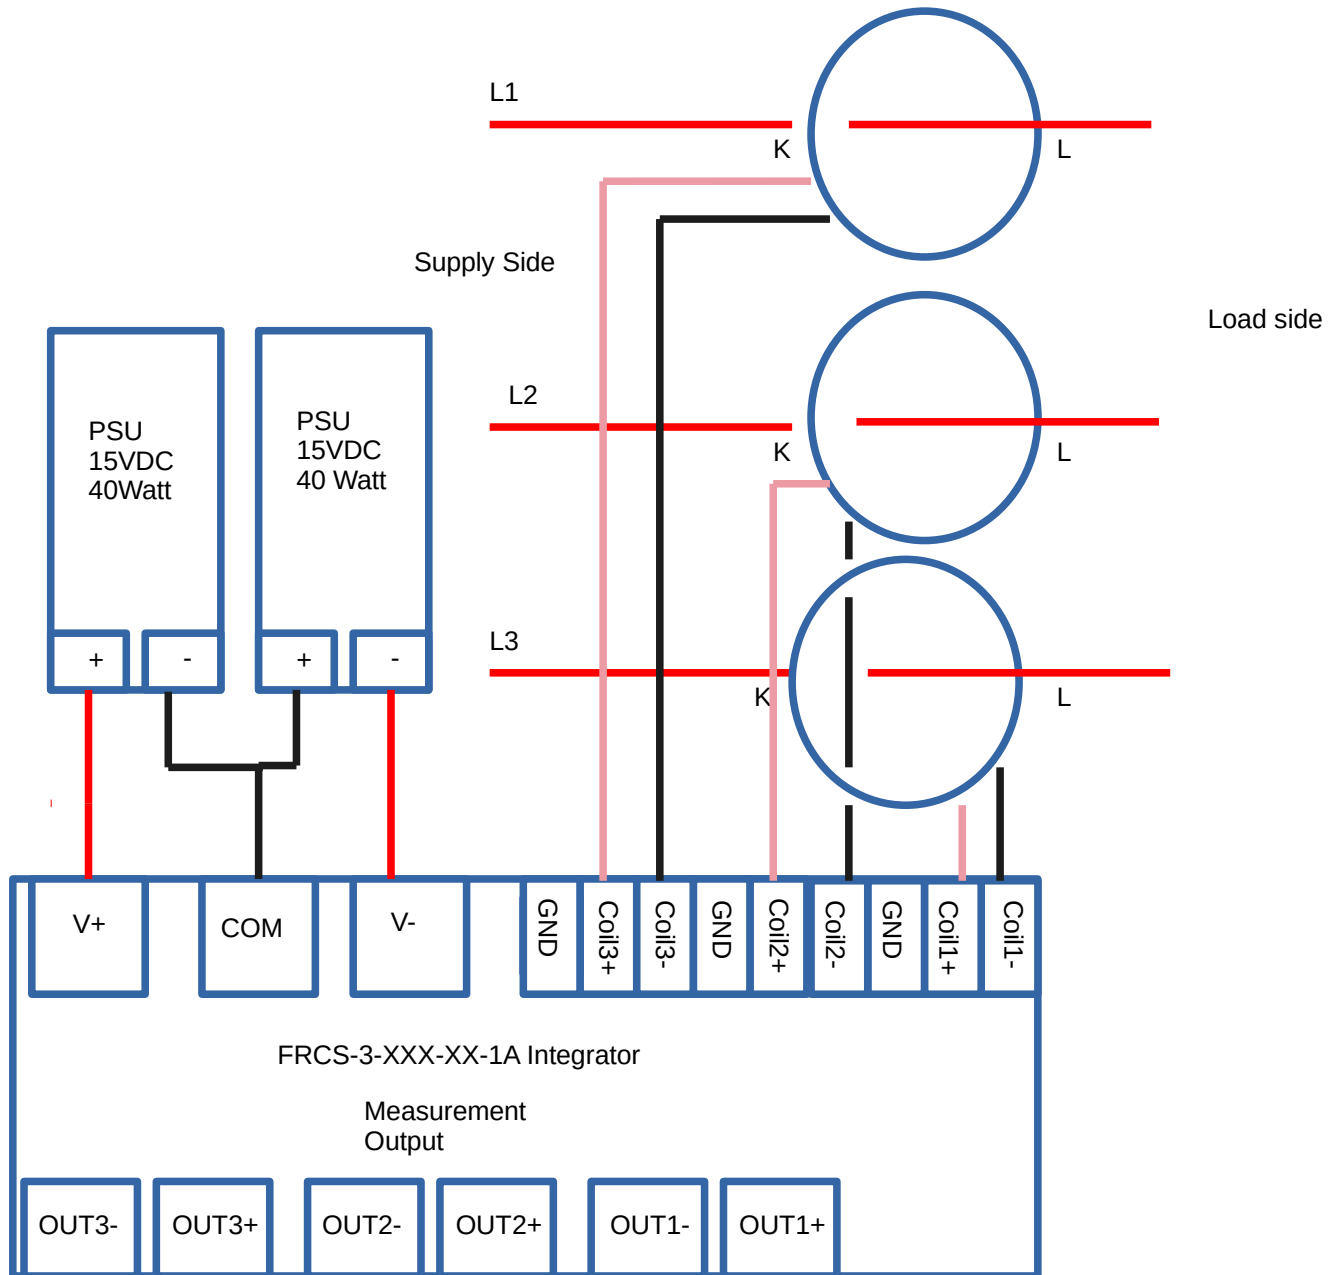 L1
K
L
Supply Side
Load side
L2
K
L
PSU
15VDC
40Watt
PSU
15VDC
40 Watt
L3
K
L
+
-
+
-
V+
COM
V-
GND
Coil3+
Coil3-
GND
Coil2+
Coil2-
GND
Coil1+
Coil1-
FRCS-3-XXX-XX-1A Integrator
Measurement
Output
OUT3-
OUT3+
OUT2-
OUT2+
OUT1-
OUT1+